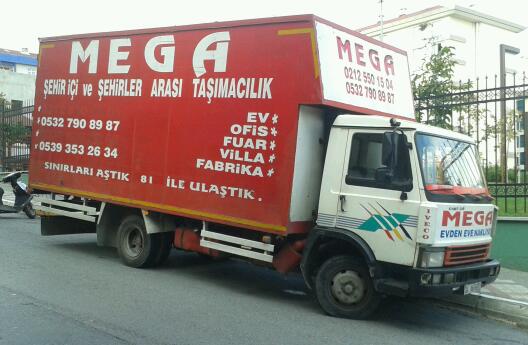 MEGA
ŞEHİR İÇİ ve ŞEHİRLER ARASI TAŞIMACILIK
0532 790 89 87
0539 353 26 34
EV*
OFİS*
FUAR*
VİLLA*
FABRİKA*
SINIRLARI AŞTIK 81 İLE ULAŞTIK.
MEGA
0212 550 15 04
0532 790 89 87
IVECO
MEGA
EVDEN EVE NAKLİYAT